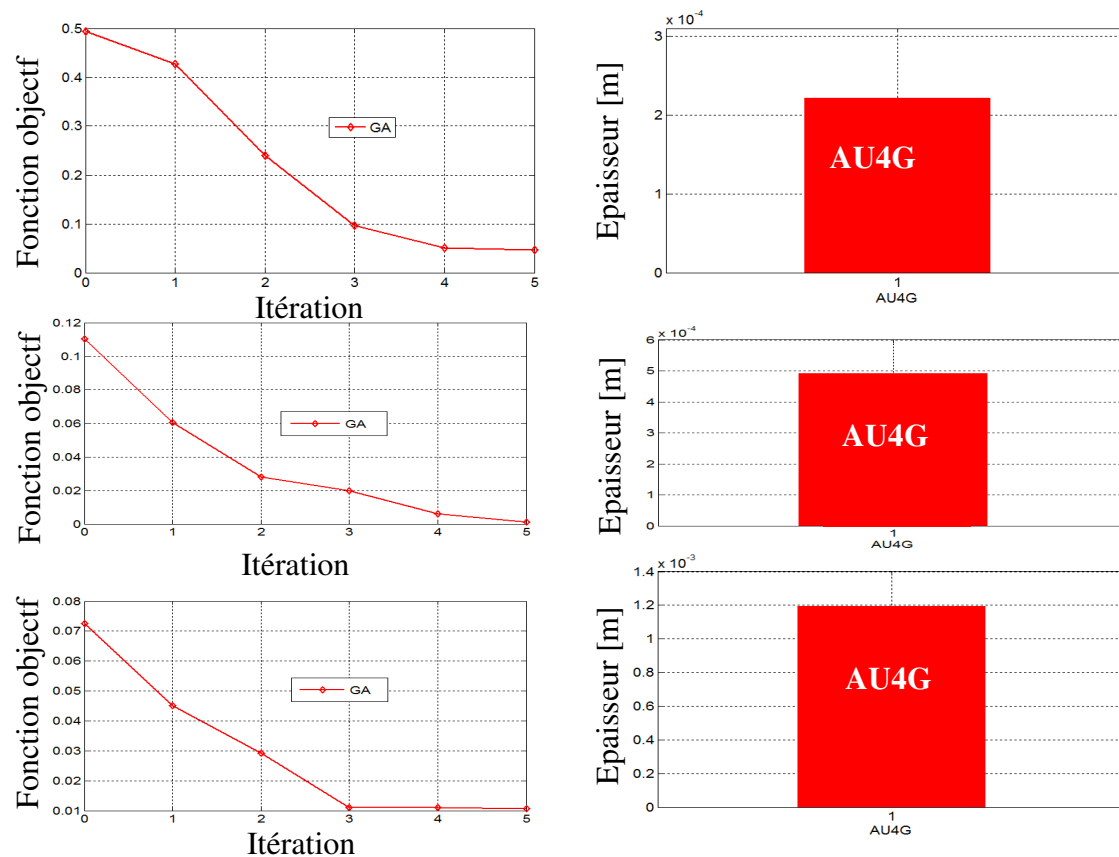 Fonction objectf
0.5
0.4
0.3
0.2
0.1
0
GA
0 1 2 3 4 5
Itération
x 10⁻⁴
Epaisseur [m]
3
2
1
0
AU4G
1
AU4G
Fonction objectf
0.12
0.1
0.08
0.06
0.04
0.02
0
GA
0 1 2 3 4 5
Itération
x 10⁻⁴
Epaisseur [m]
6
5
4
3
2
1
0
AU4G
1
AU4G
Fonction objectf
0.08
0.07
0.06
0.05
0.04
0.03
0.02
0.01
GA
0 1 2 3 4 5
Itération
x 10⁻³
Epaisseur [m]
1.4
1.2
1
0.8
0.6
0.4
0.2
0
AU4G
1
AU4G